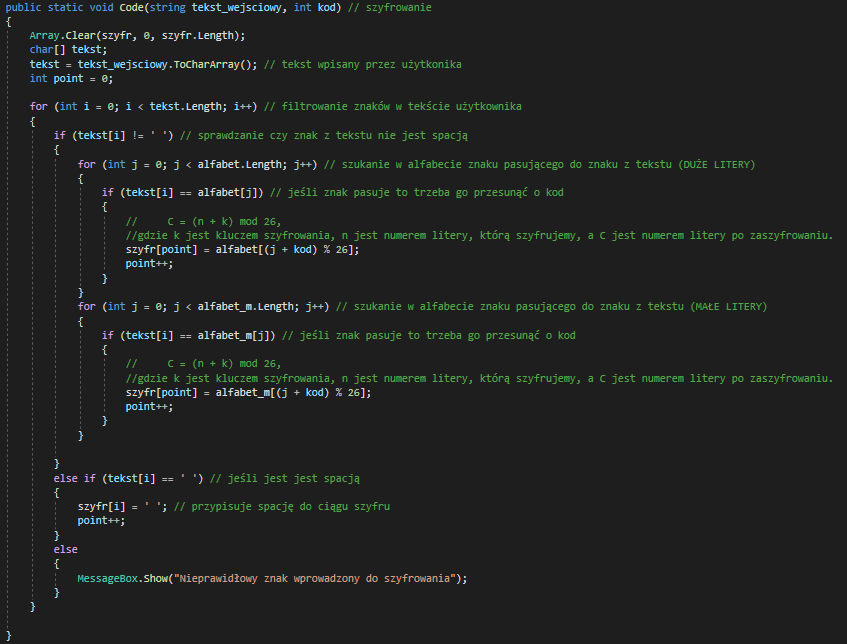 public static void Code(string tekst_wejsciowy, int kod) // szyfrowanie
{
Array.Clear(szyfr, 0, szyfr.Length);
char[] tekst;
tekst = tekst_wejsciowy.ToCharArray(); // tekst wpisany przez użytkonika
int point = 0;
for (int i = 0; i < tekst.Length; i++) // filtrowanie znaków w tekście użytkownika
{
if (tekst[i] != ' ') // sprawdzanie czy znak z tekstu nie jest spacją
{
for (int j = 0; j < alfabet.Length; j++) // szukanie w alfabecie znaku pasującego do znaku z tekstu (DUŻE LITERY)
{
if (tekst[i] == alfabet[j]) // jeśli znak pasuje to trzeba go przesunąć o kod
{
// C = (n + k) mod 26,
//gdzie k jest kluczem szyfrowania, n jest numerem litery, którą szyfrujemy, a C jest numerem litery po zaszyfrowaniu.
szyfr[point] = alfabet[(j + kod) % 26];
point++;
}
}
for (int j = 0; j < alfabet_m.Length; j++) // szukanie w alfabecie znaku pasującego do znaku z tekstu (MAŁE LITERY)
{
if (tekst[i] == alfabet_m[j]) // jeśli znak pasuje to trzeba go przesunąć o kod
{
// C = (n + k) mod 26,
//gdzie k jest kluczem szyfrowania, n jest numerem litery, którą szyfrujemy, a C jest numerem litery po zaszyfrowaniu.
szyfr[point] = alfabet_m[(j + kod) % 26];
point++;
}
}
}
else if (tekst[i] == ' ') // jeśli jest jest spacją
{
szyfr[i] = ' '; // przypisuje spację do ciągu szyfru
point++;
}
else
{
MessageBox.Show("Nieprawidłowy znak wprowadzony do szyfrowania");
}
}
}